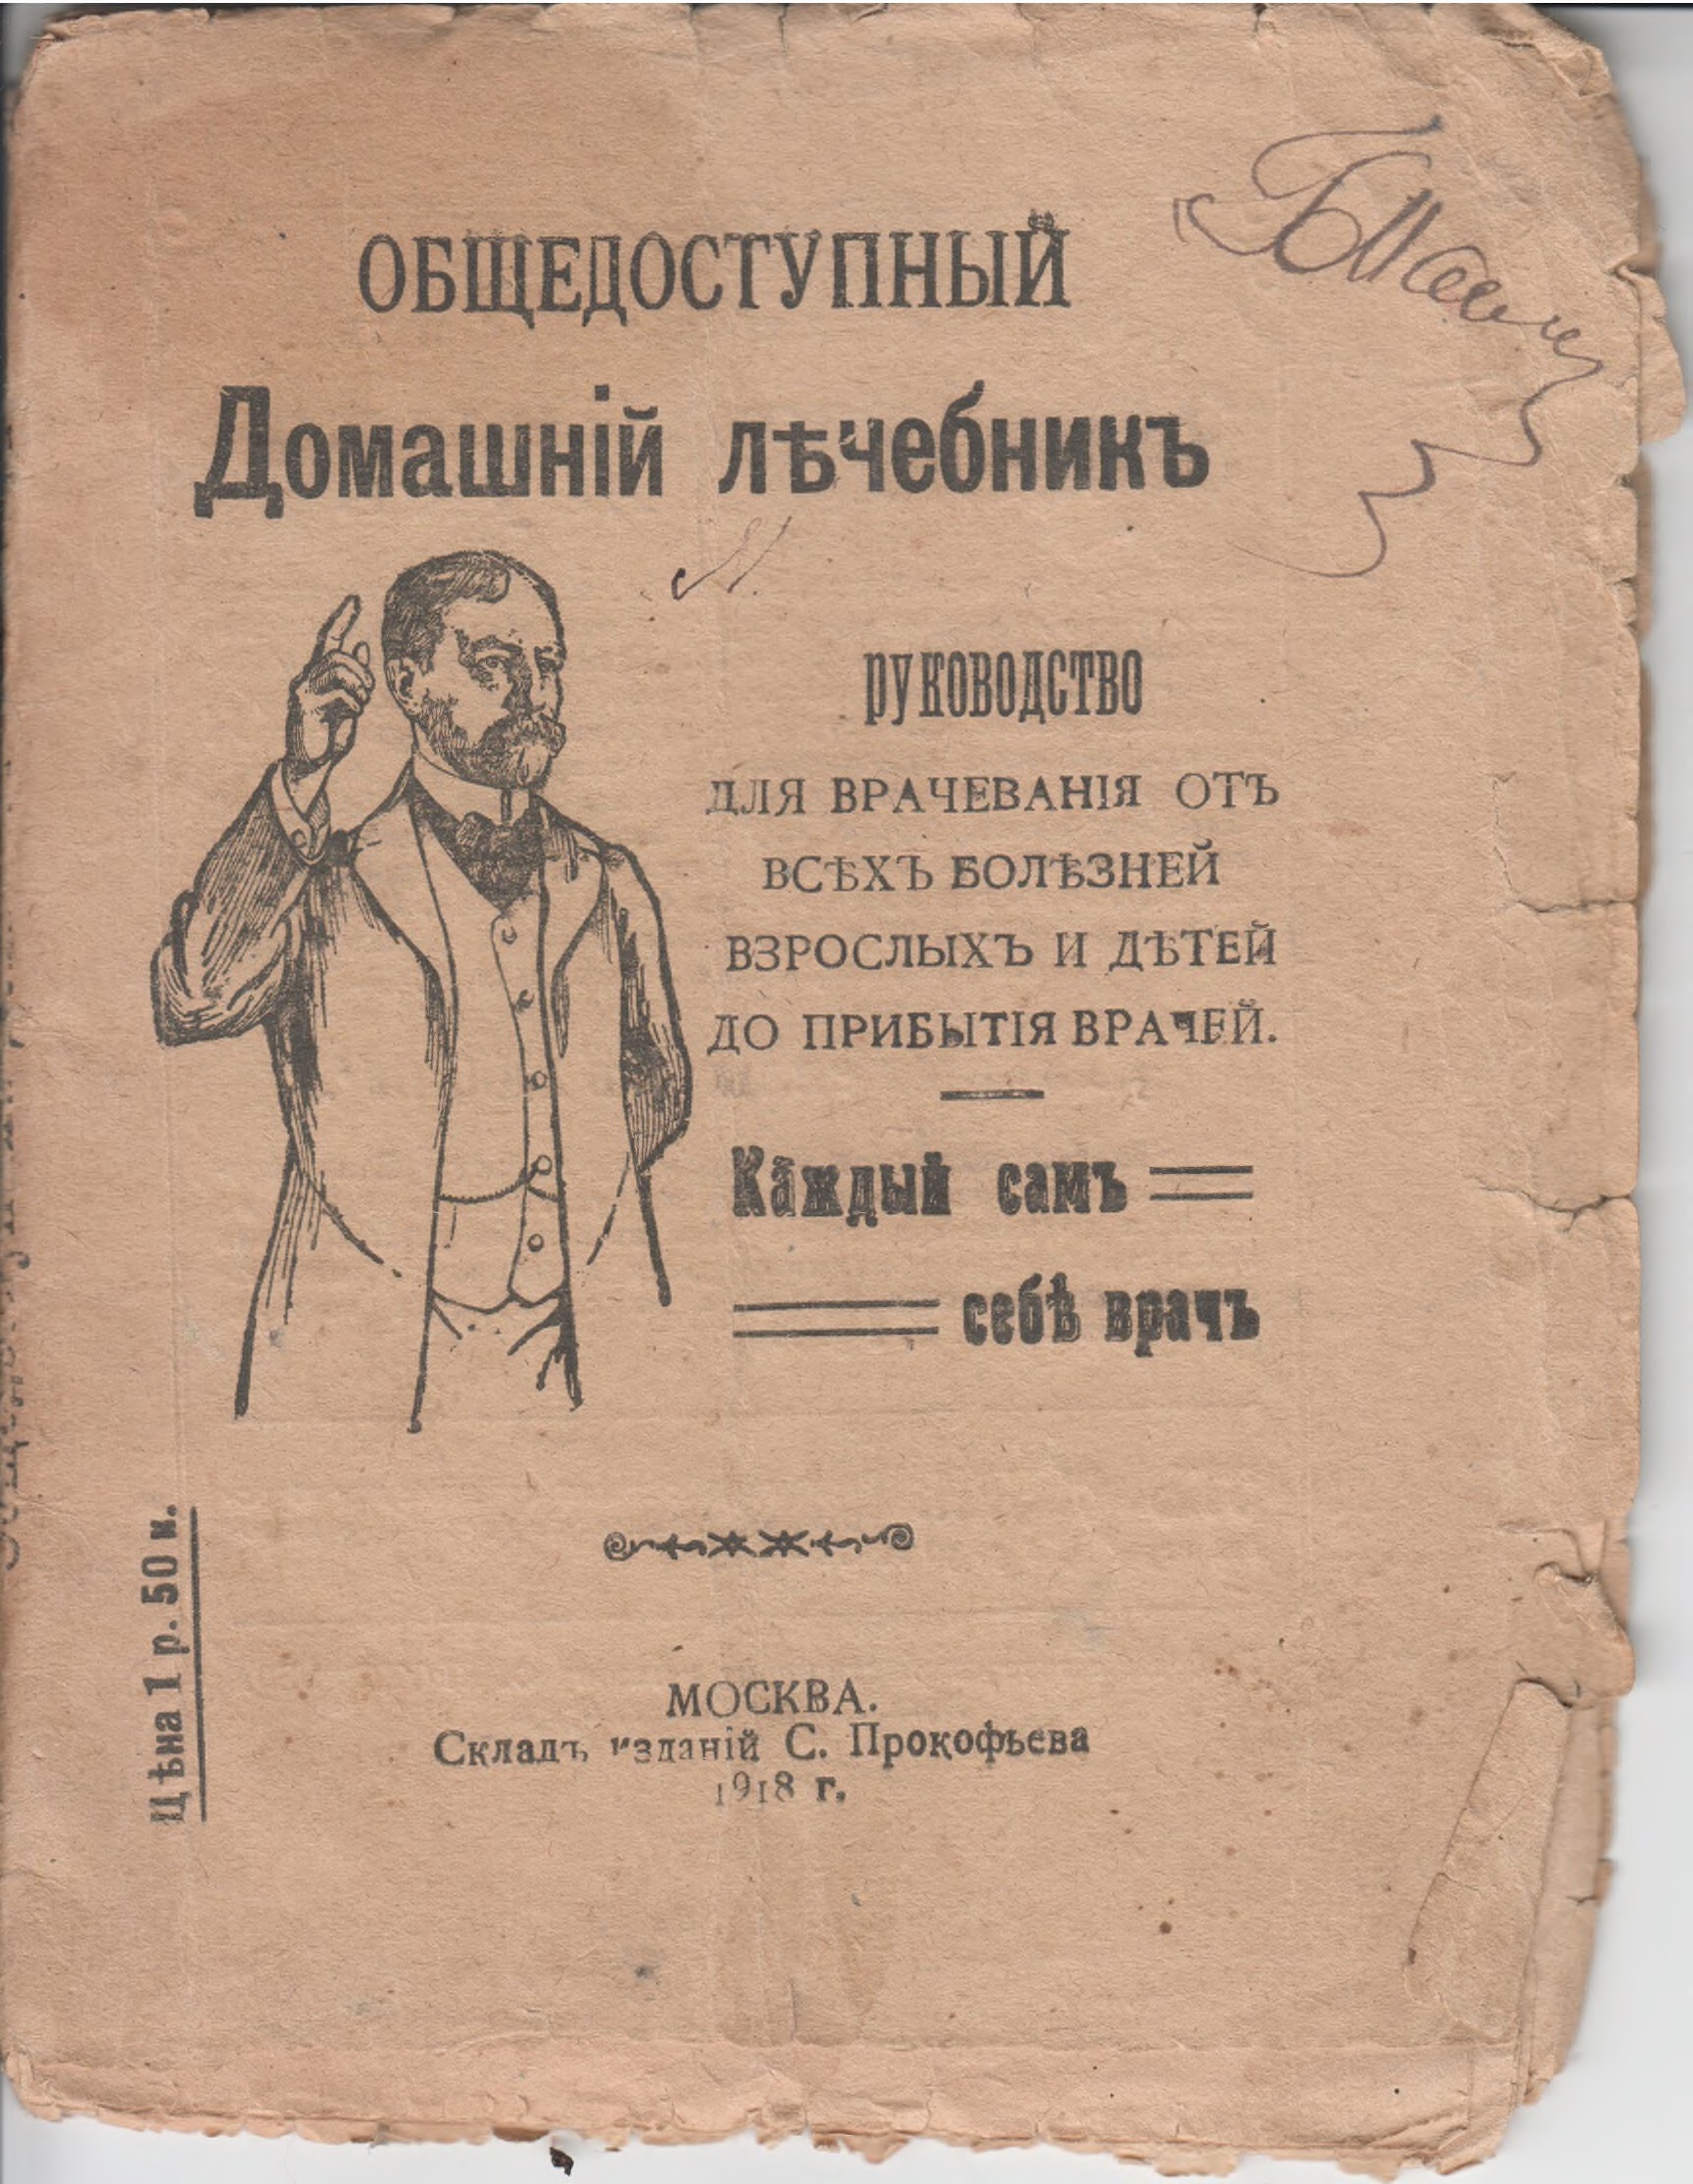 ОБЩЕДОСТУПНЫЙ
Домашній лѣчебникъ
РУКОВОДСТВО
ДЛЯ ВРАЧЕВАНІЯ ОТЪ
ВСѢХЪ БОЛѢЗНЕЙ
ВЗРОСЛЫХЪ И ДѢТЕЙ
ДО ПРИБЫТІЯ ВРАЧЕЙ.
Каждый самъ
себѣ врачъ
Цѣна 1 р. 50 к.
МОСКВА.
Складъ изданій С. Прокофьева
1918 г.